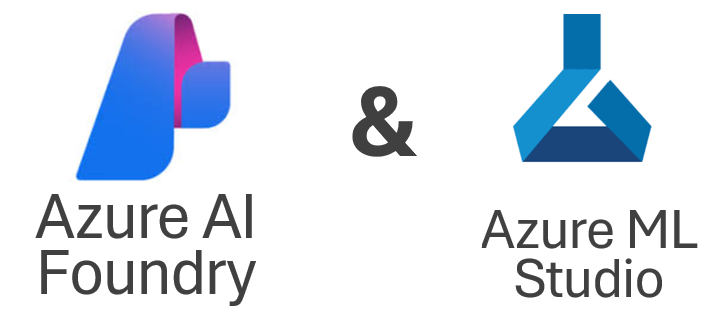 Azure AI
Foundry
&
Azure ML
Studio